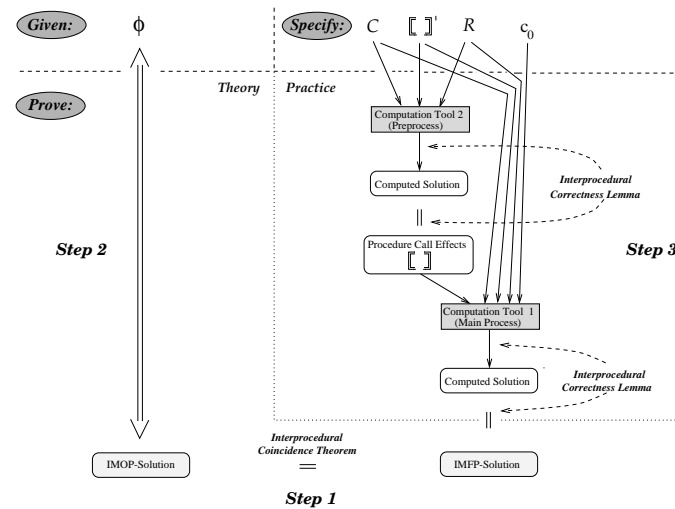 Given:
ϕ
Specify:
C
⟦ ⟧'
R
c₀
Theory
Practice
Prove:
Computation Tool 2
(Preprocess)
Computed Solution
Interprocedural
Correctness Lemma
=
Procedure Call Effects
⟦ ⟧
Step 2
Step 3
Computation Tool 1
(Main Process)
Computed Solution
Interprocedural
Correctness Lemma
=
Interprocedural
Coincidence Theorem
IMOP-Solution
=
IMFP-Solution
Step 1